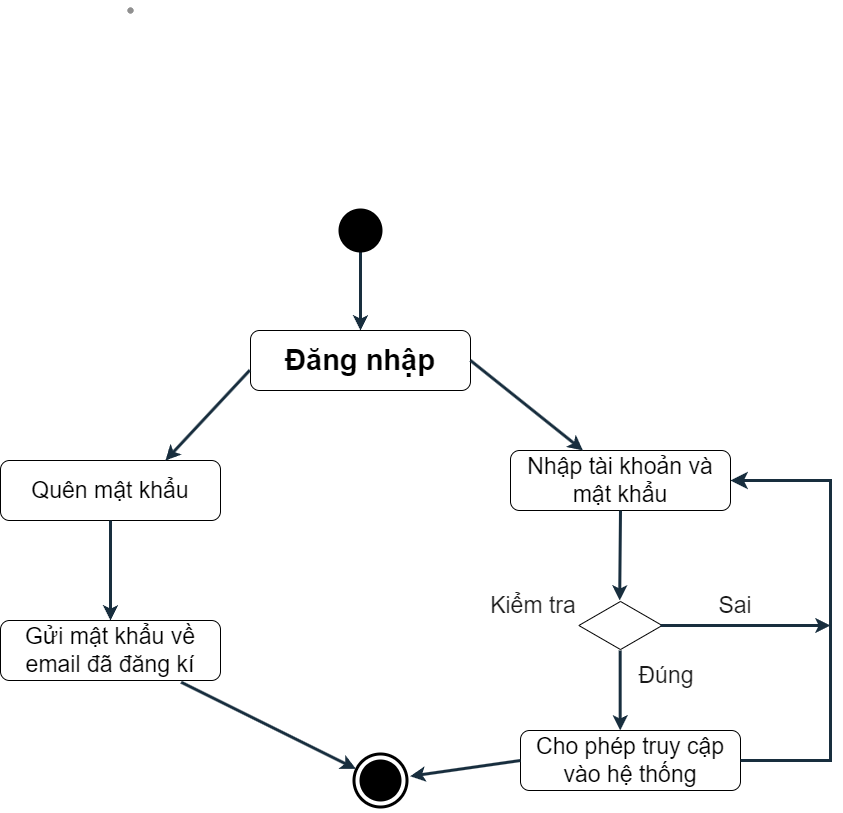 Đăng nhập
Quên mật khẩu
Nhập tài khoản và
mật khẩu
Kiểm tra
Sai
Gửi mật khẩu về
email đã đăng kí
Đúng
Cho phép truy cập
vào hệ thống